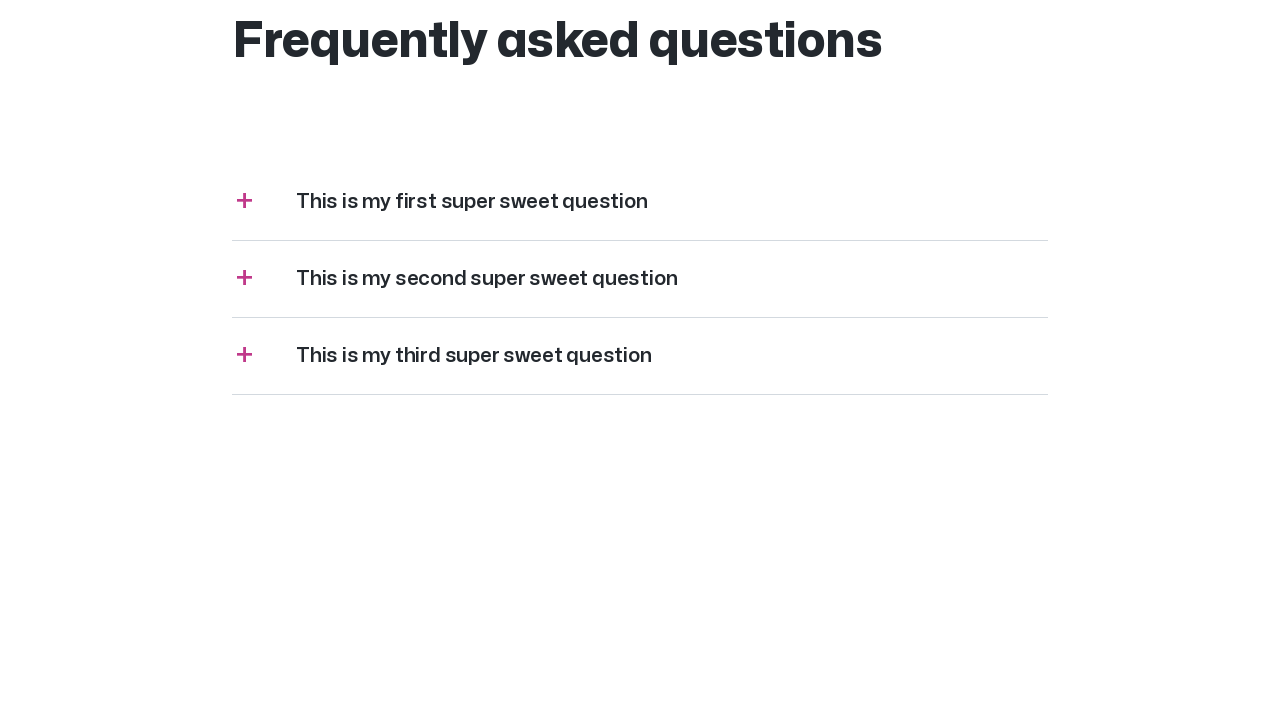 Frequently asked questions
This is my first super sweet question
This is my second super sweet question
This is my third super sweet question